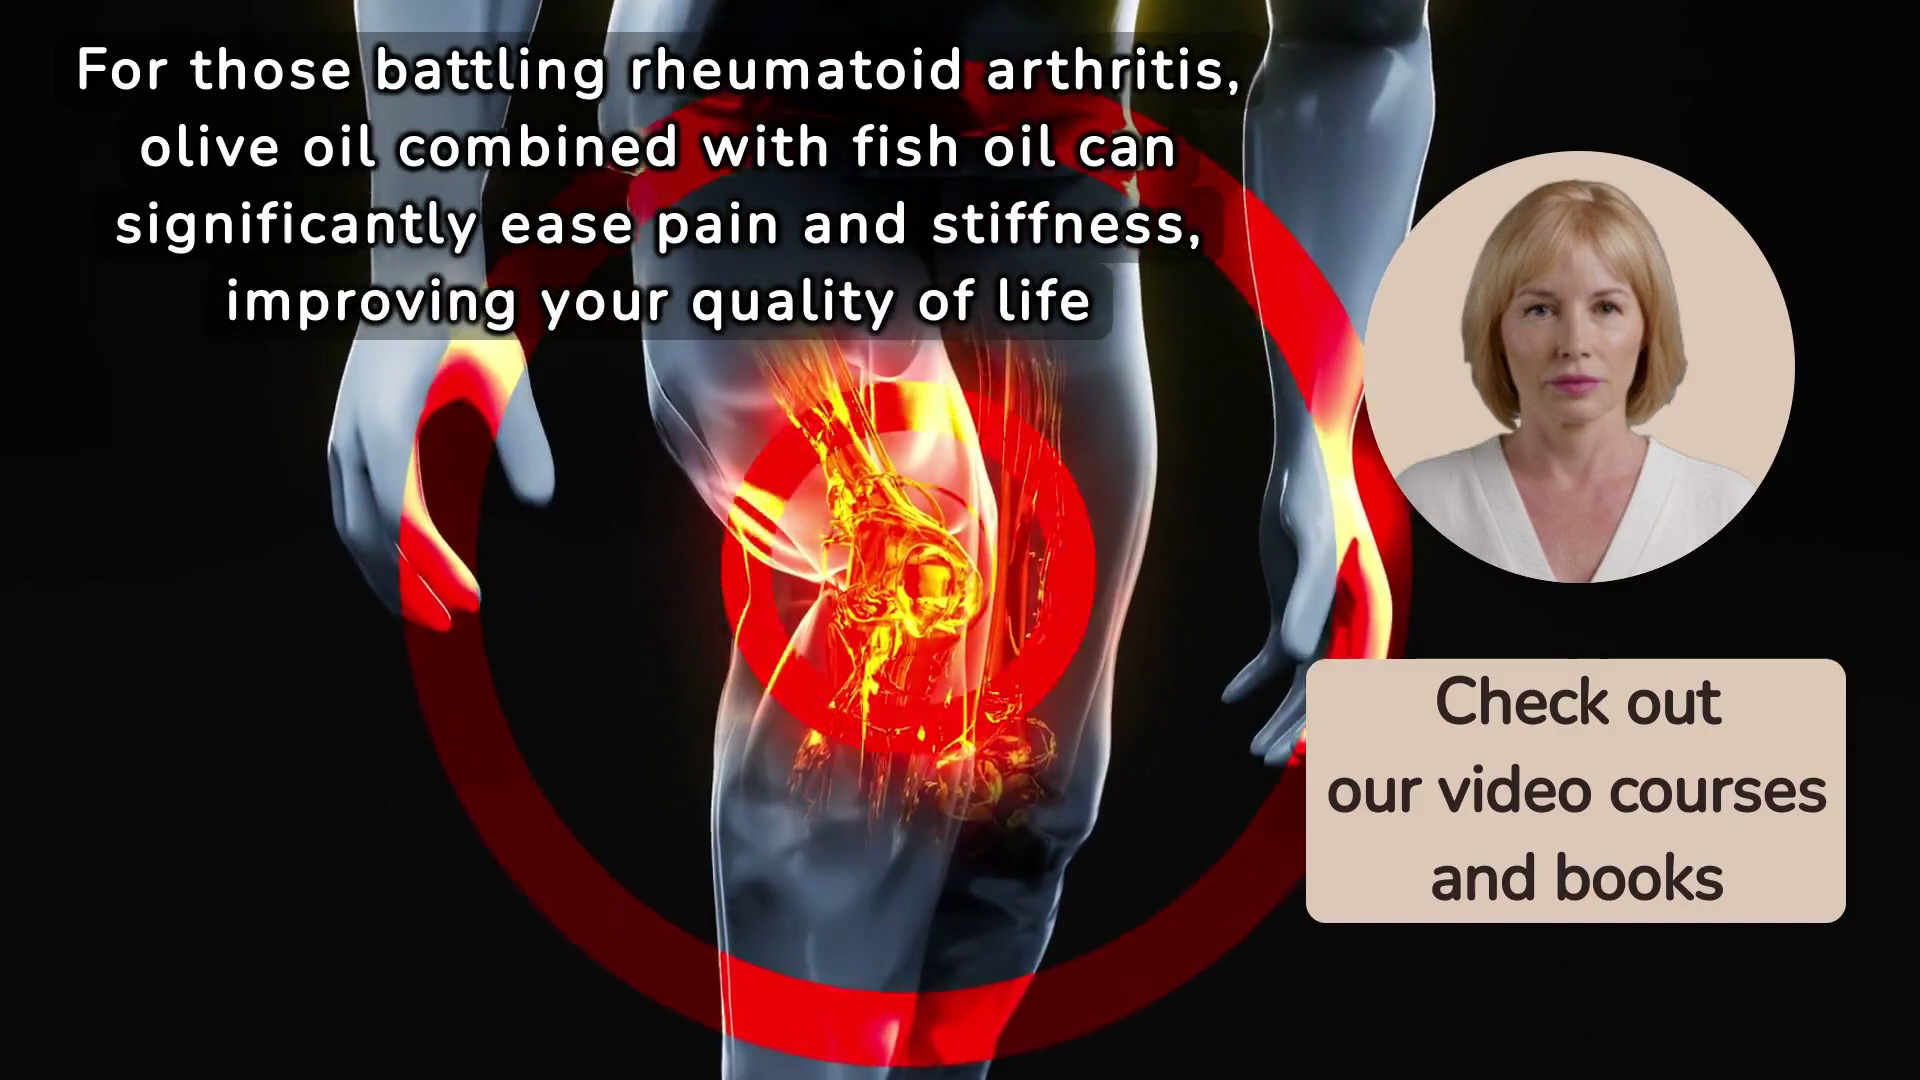 For those battling rheumatoid arthritis,
olive oil combined with fish oil can
significantly ease pain and stiffness,
improving your quality of life
Check out
our video courses
and books